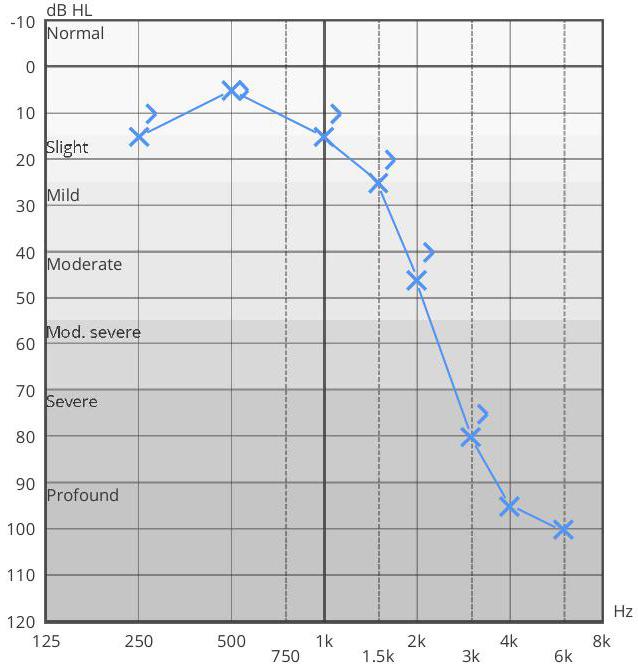 dB HL
-10
Normal
0
10
Slight
20
Mild
30
40
Moderate
50
Mod. severe
60
70
Severe
80
90
Profound
100
110
120
Hz
125 250 500 1k 2k 4k 8k
750 1.5k 3k 6k